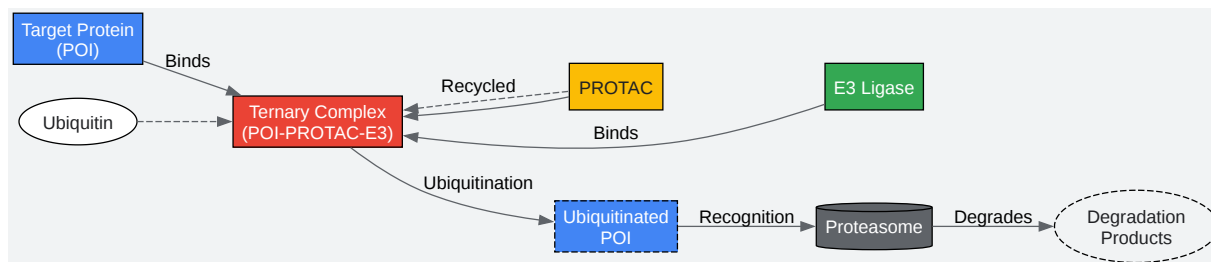 Target Protein
(POI)
Binds
Recycled
PROTAC
E3 Ligase
Ubiquitin
Ternary Complex
(POI-PROTAC-E3)
Binds
Ubiquitination
Ubiquitinated
POI
Recognition
Proteasome
Degrades
Degradation
Products